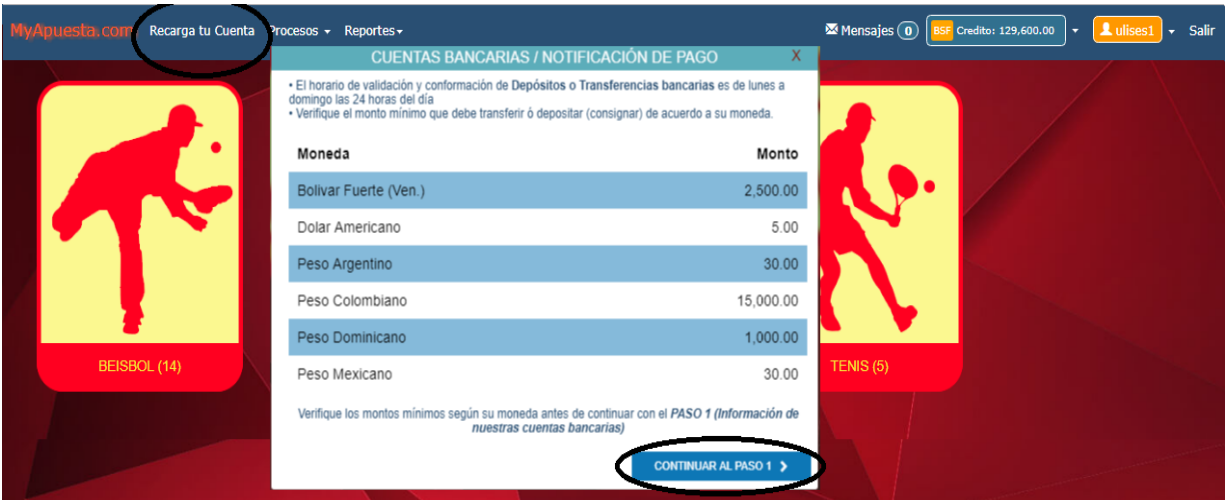 MyApuesta.com Recarga tu Cuenta Procesos Reportes Mensajes 0 BSF Credito: 129,600.00 ulises1 Salir
CUENTAS BANCARIAS / NOTIFICACIÓN DE PAGO X
• El horario de validación y conformación de Depósitos o Transferencias bancarias es de lunes a
domingo las 24 horas del día
• Verifique el monto mínimo que debe transferir ó depositar (consignar) de acuerdo a su moneda.
Moneda Monto
Bolivar Fuerte (Ven.) 2,500.00
Dolar Americano 5.00
Peso Argentino 30.00
Peso Colombiano 15,000.00
Peso Dominicano 1,000.00
Peso Mexicano 30.00
BEISBOL (14)
TENIS (5)
Verifique los montos mínimos según su moneda antes de continuar con el PASO 1 (Información de
nuestras cuentas bancarias)
CONTINUAR AL PASO 1